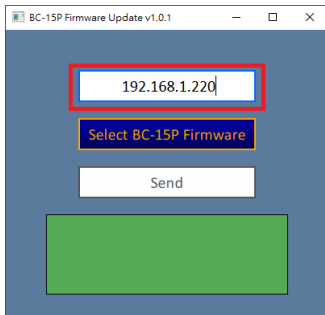 BC-15P Firmware Update v1.0.1
192.168.1.220
Select BC-15P Firmware
Send